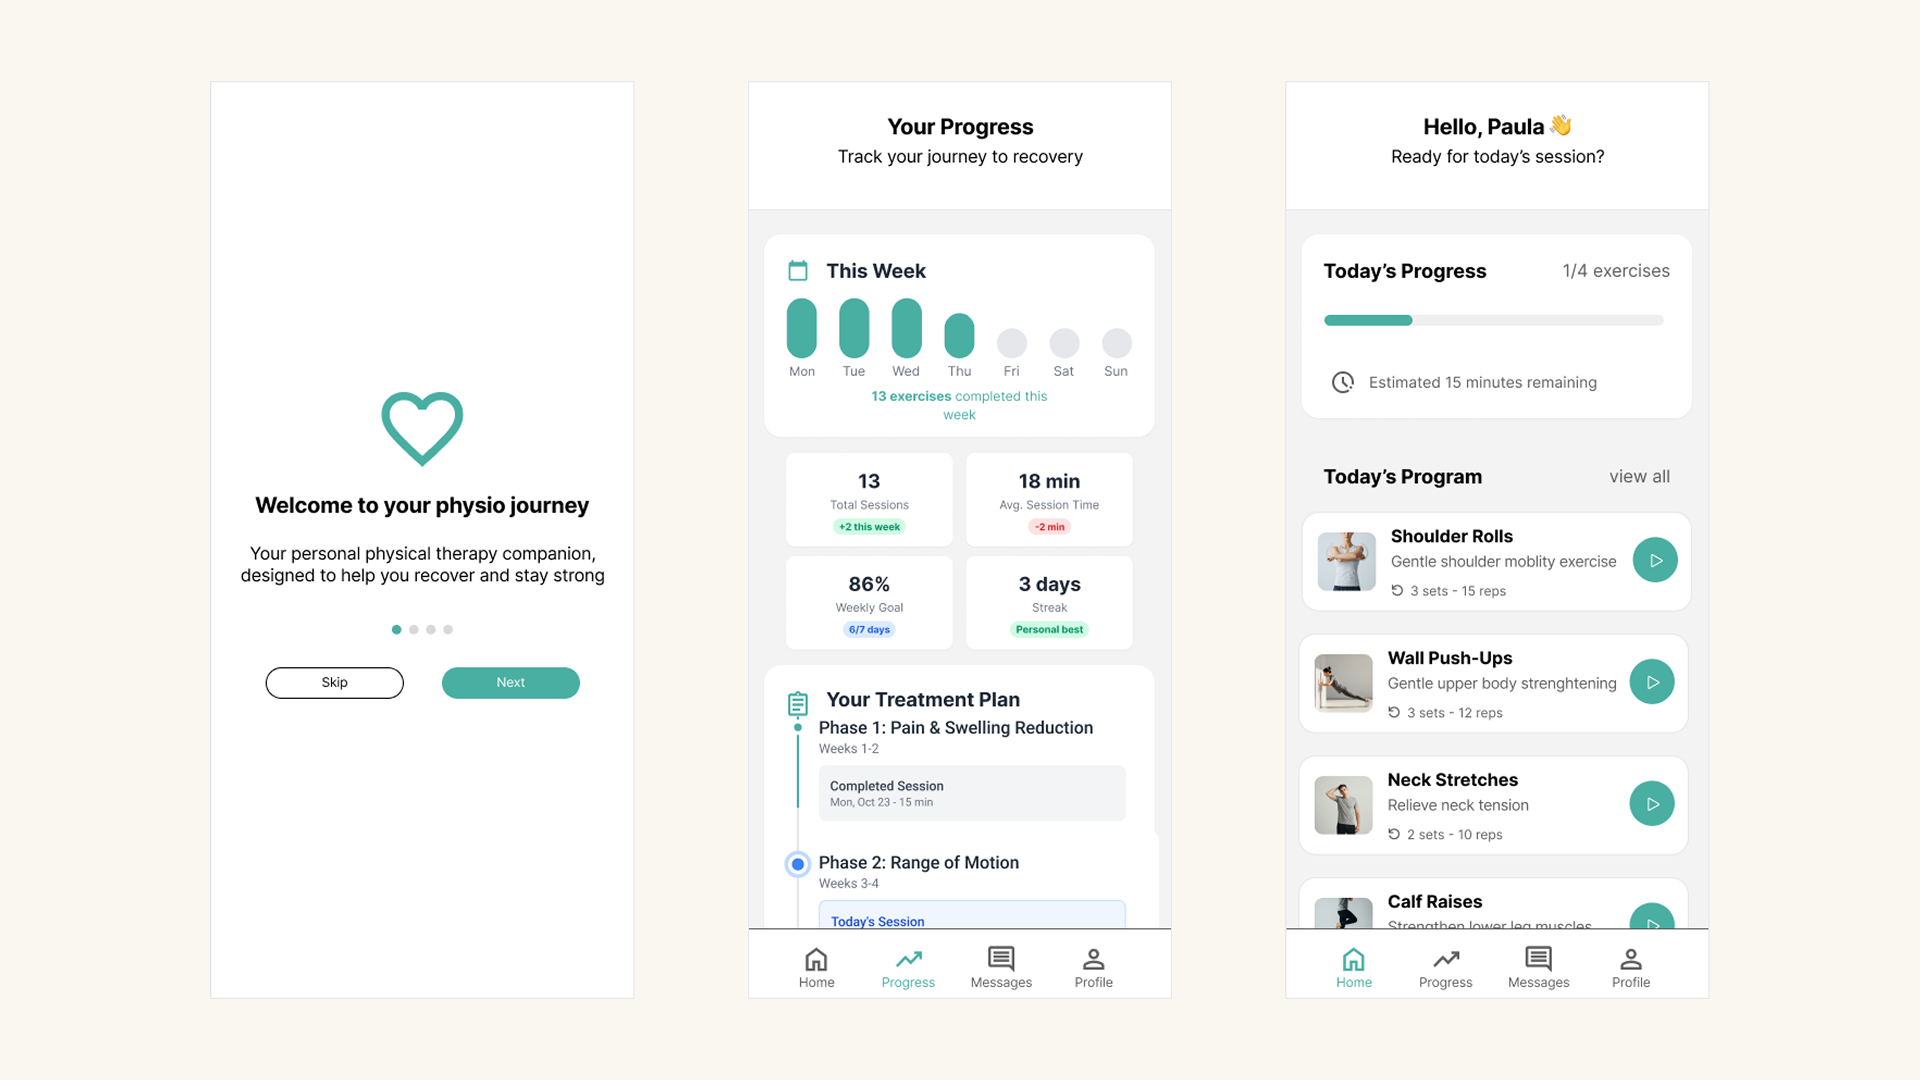 Welcome to your physio journey
Your personal physical therapy companion,
designed to help you recover and stay strong
Skip
Next
Your Progress
Track your journey to recovery
This Week
Mon Tue Wed Thu Fri Sat Sun
13 exercises completed this
week
13
Total Sessions
+2 this week
18 min
Avg. Session Time
-2 min
86%
Weekly Goal
6/7 days
3 days
Streak
Personal best
Your Treatment Plan
Phase 1: Pain & Swelling Reduction
Weeks 1-2
Completed Session
Mon, Oct 23 - 15 min
Phase 2: Range of Motion
Weeks 3-4
Today's Session
Home Progress Messages Profile
Hello, Paula 👋
Ready for today’s session?
Today’s Progress 1/4 exercises
Estimated 15 minutes remaining
Today’s Program view all
Shoulder Rolls
Gentle shoulder moblity exercise
3 sets - 15 reps
Wall Push-Ups
Gentle upper body strenghtening
3 sets - 12 reps
Neck Stretches
Relieve neck tension
2 sets - 10 reps
Calf Raises
Strengthen lower leg muscles
Home Progress Messages Profile